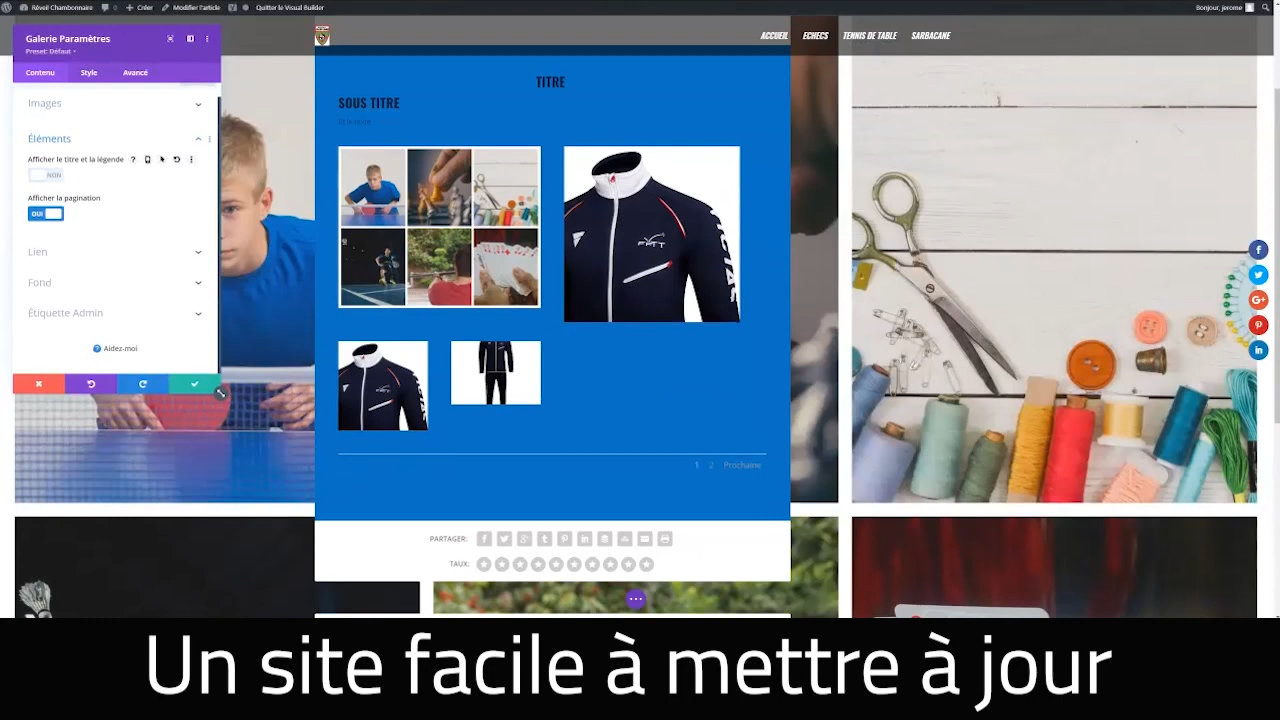 Réveil Chambonnaire
0
Créer
Modifier l'article
Quitter le Visual Builder
Bonjour, jerome
Galerie Paramètres
Preset: Défaut
Contenu
Style
Avancé
Images
Éléments
Afficher le titre et la légende
NON
Afficher la pagination
OUI
Lien
Fond
Étiquette Admin
Aidez-moi
ACCUEIL
ECHECS
TENNIS DE TABLE
SARBACANE
TITRE
SOUS TITRE
1
2
Prochaine
PARTAGER:
TAUX:
Un site facile à mettre à jour